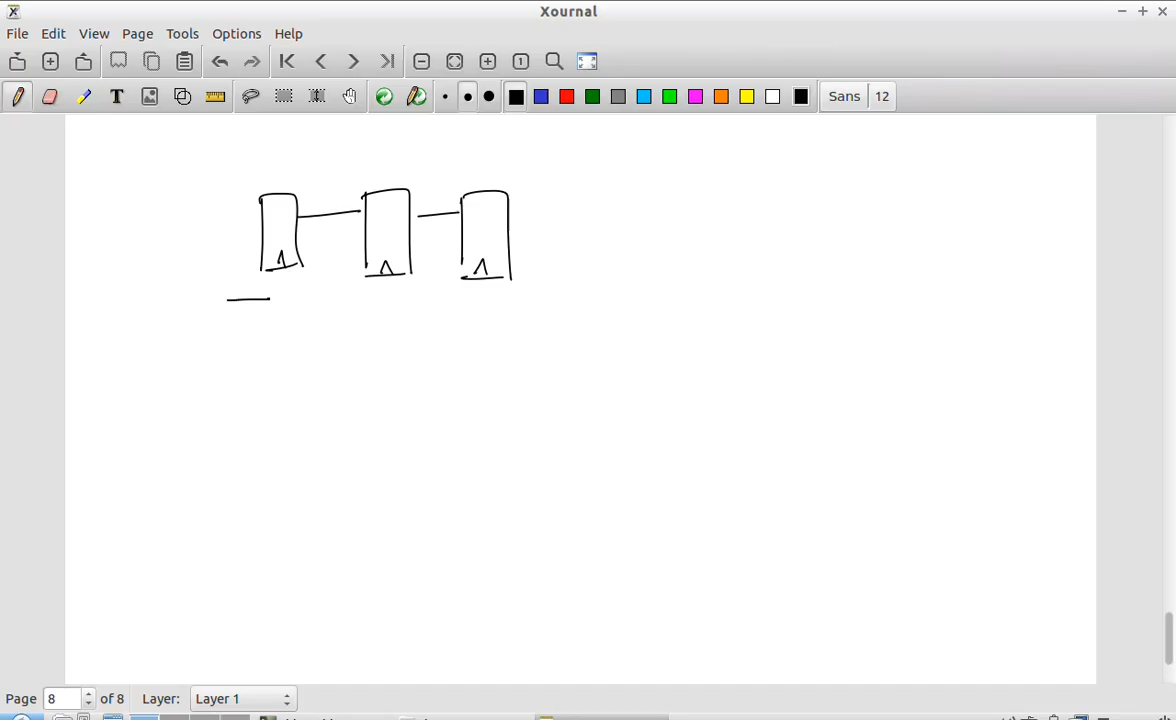 Xournal
File Edit View Page Tools Options Help
T Sans 12
Page 8 of 8 Layer: Layer 1